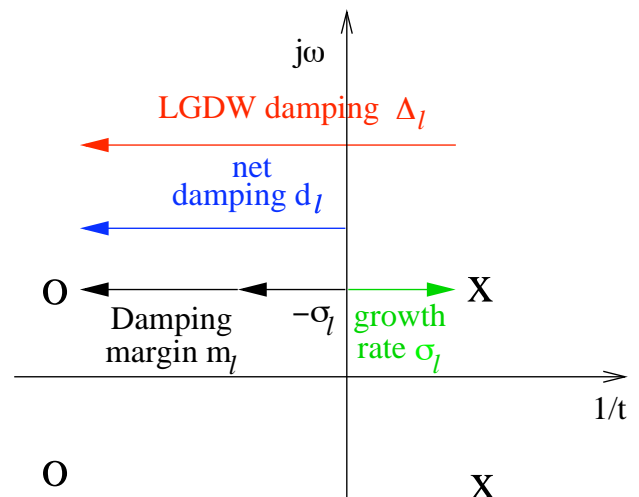 jω
LGDW damping Δ_l
net
damping d_l
O
X
−σ_l
Damping
margin m_l
growth
rate σ_l
1/t
O
X